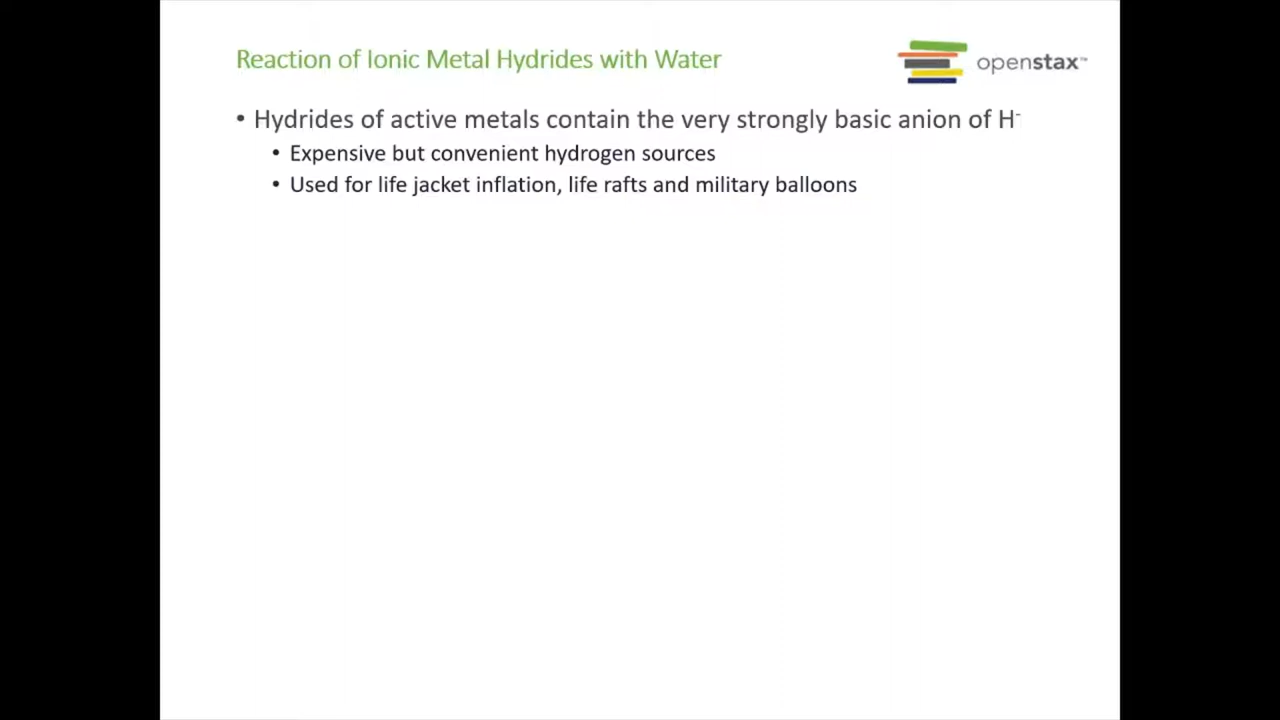 Reaction of Ionic Metal Hydrides with Water
openstax™
• Hydrides of active metals contain the very strongly basic anion of H⁻
• Expensive but convenient hydrogen sources
• Used for life jacket inflation, life rafts and military balloons